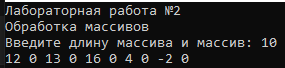 Лабораторная работа №2
Обработка массивов
Введите длину массива и массив: 10
12 0 13 0 16 0 4 0 -2 0